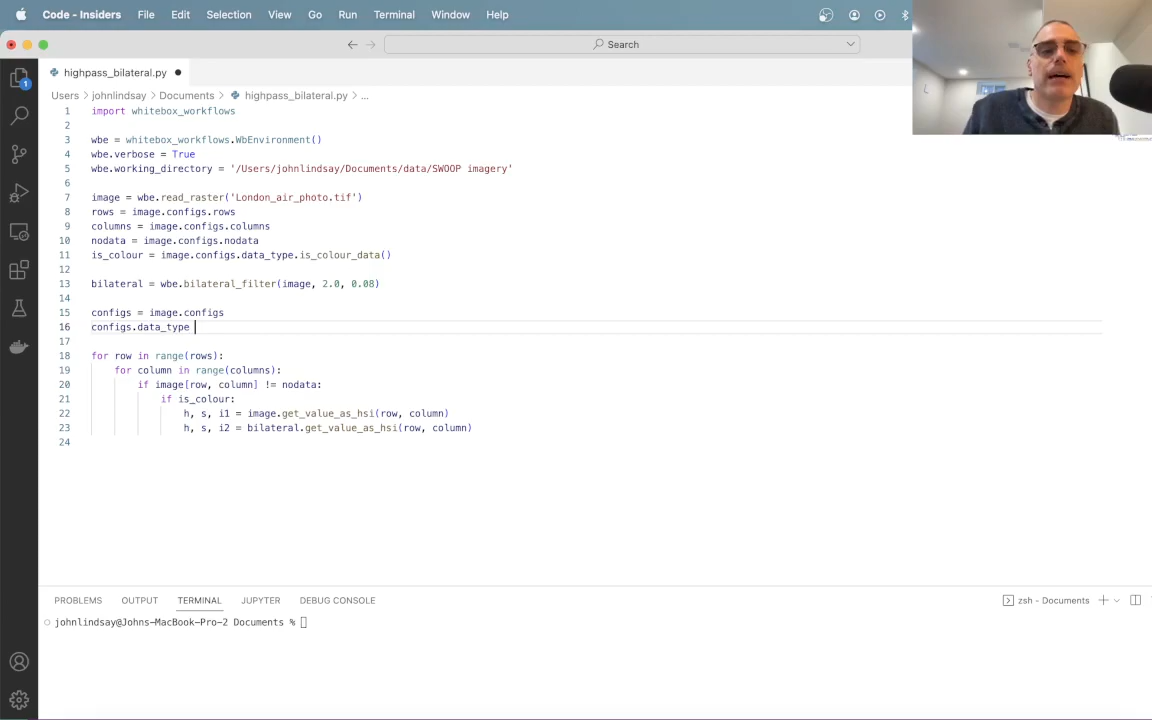 Code - Insiders File Edit Selection View Go Run Terminal Window Help
Search
highpass_bilateral.py
1
Users johnlindsay Documents highpass_bilateral.py ...
1 import whitebox_workflows
2
3 wbe = whitebox_workflows.WbEnvironment()
4 wbe.verbose = True
5 wbe.working_directory = '/Users/johnlindsay/Documents/data/SWOOP imagery'
6
7 image = wbe.read_raster('London_air_photo.tif')
8 rows = image.configs.rows
9 columns = image.configs.columns
10 nodata = image.configs.nodata
11 is_colour = image.configs.data_type.is_colour_data()
12
13 bilateral = wbe.bilateral_filter(image, 2.0, 0.08)
14
15 configs = image.configs
16 configs.data_type
17
18 for row in range(rows):
19 for column in range(columns):
20 if image[row, column] != nodata:
21 if is_colour:
22 h, s, i1 = image.get_value_as_hsi(row, column)
23 h, s, i2 = bilateral.get_value_as_hsi(row, column)
24
PROBLEMS OUTPUT TERMINAL JUPYTER DEBUG CONSOLE
zsh - Documents
johnlindsay@Johns-MacBook-Pro-2 Documents %